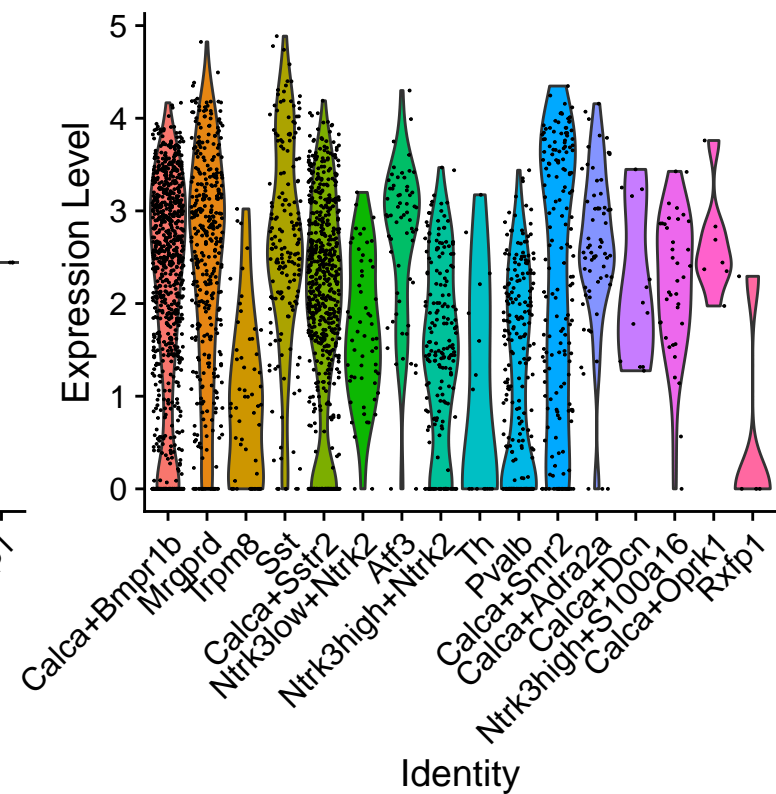 Expression Level
5
4
3
2
1
0
Calca+Bmpr1b
Mrgprd
Trpm8
Sst
Calca+Sstr2
Ntrk3low+Ntrk2
Atf3
Ntrk3high+Ntrk2
Th
Pvalb
Calca+Smr2
Calca+Adra2a
Calca+Dcn
Ntrk3high+S100a16
Calca+Oprk1
Rxfp1
Identity